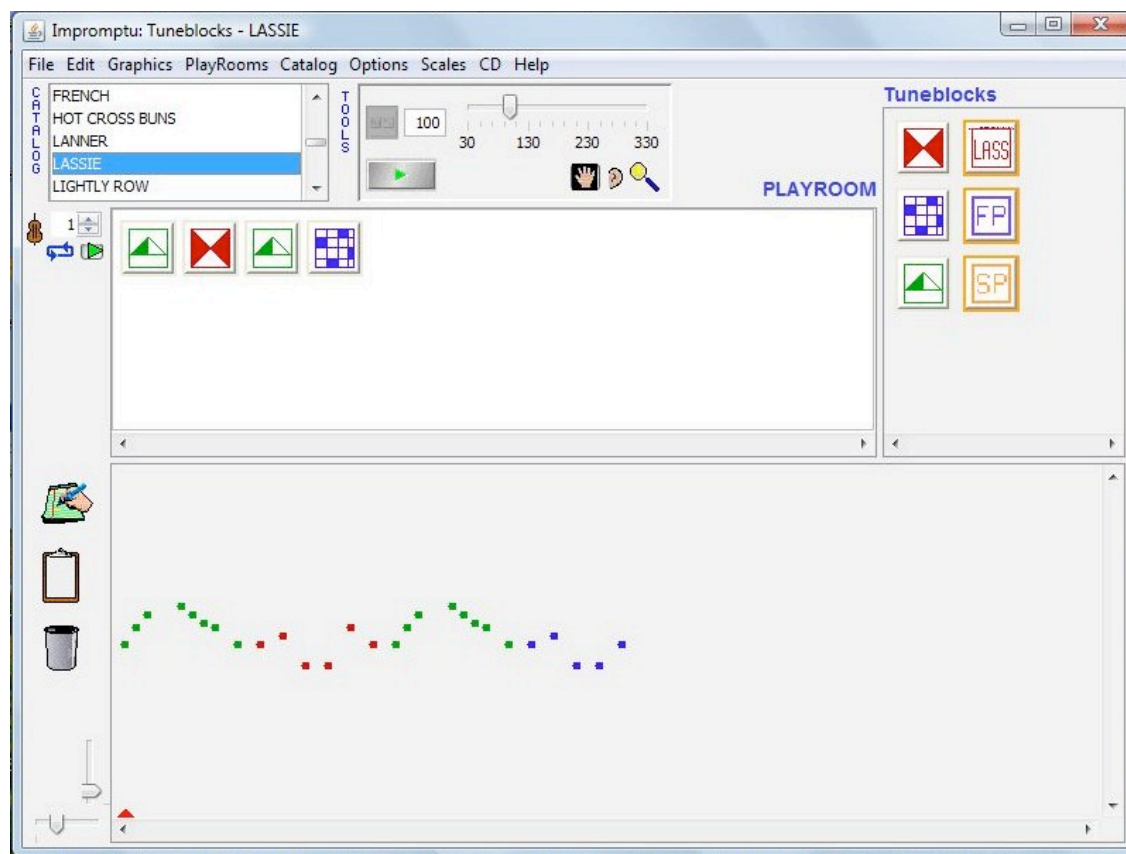 Impromptu: Tuneblocks - LASSIE
File Edit Graphics PlayRooms Catalog Options Scales CD Help
CATALOG
FRENCH
HOT CROSS BUNS
LANNER
LASSIE
LIGHTLY ROW
TOOLS
100
30 130 230 330
PLAYROOM
Tuneblocks
LASS
FP
SP
1